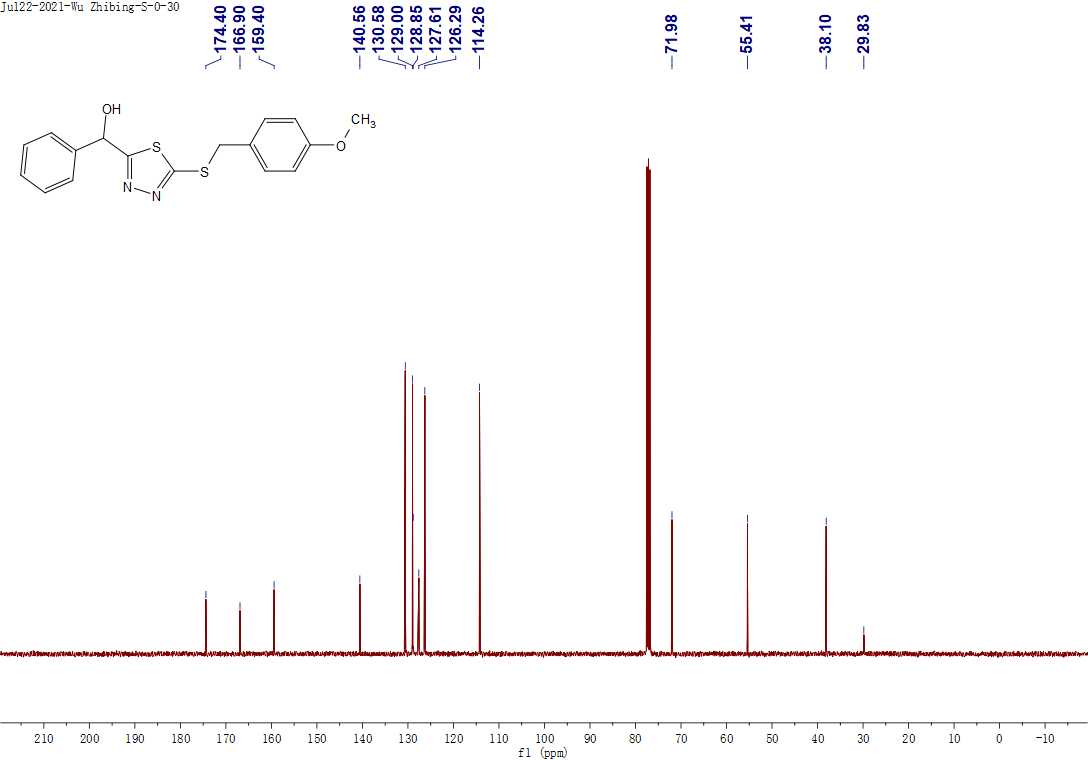 Jul22-2021-Wu Zhibing-S-O-30
174.40
166.90
159.40
140.56
130.58
129.00
128.85
127.61
126.29
114.26
71.98
55.41
38.10
29.83
OH
CH3
S
O
S
N
N
210 200 190 180 170 160 150 140 130 120 110 100 90 80 70 60 50 40 30 20 10 0 -10
f1 (ppm)